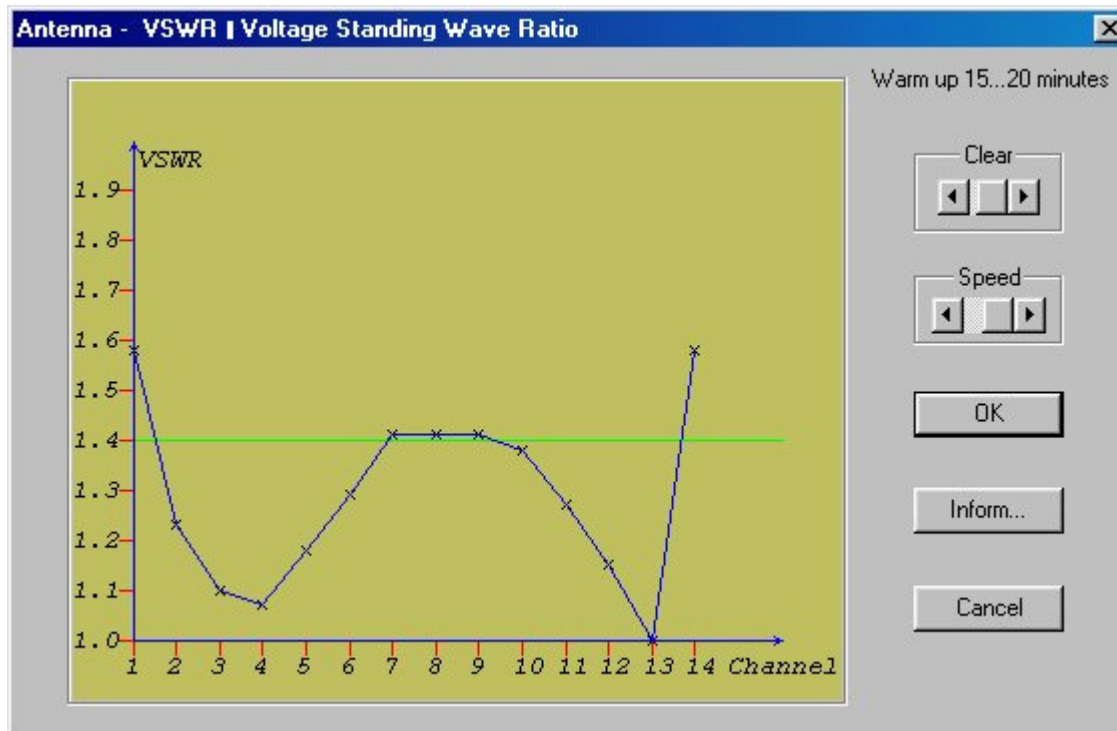 Antenna - VSWR | Voltage Standing Wave Ratio
Warm up 15...20 minutes
VSWR
1.9
1.8
1.7
1.6
1.5
1.4
1.3
1.2
1.1
1.0
1 2 3 4 5 6 7 8 9 10 11 12 13 14 Channel
Clear
Speed
OK
Inform...
Cancel